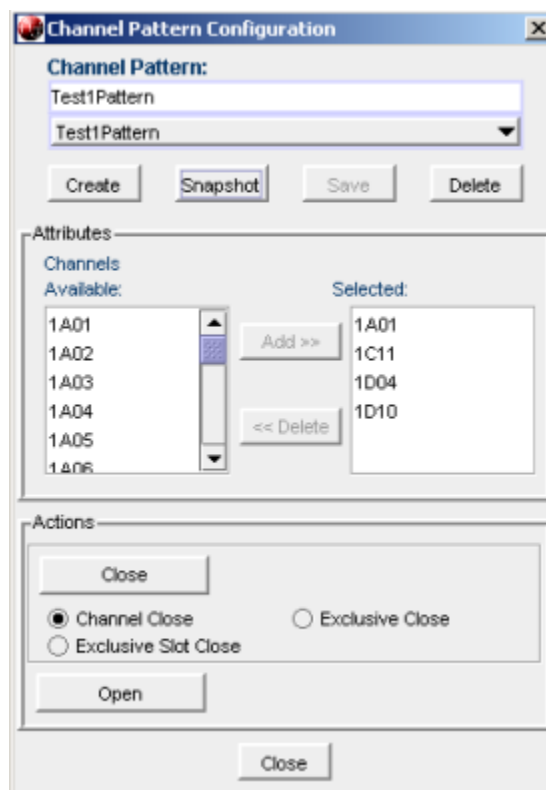 Channel Pattern Configuration
Channel Pattern:
Test1Pattern
Test1Pattern
Create Snapshot Save Delete
Attributes
Channels
Available: Selected:
1A01 1A01
1A02 Add >> 1C11
1A03 1D04
1A04 << Delete 1D10
1A05
1A06
Actions
Close
Channel Close Exclusive Close
Exclusive Slot Close
Open
Close